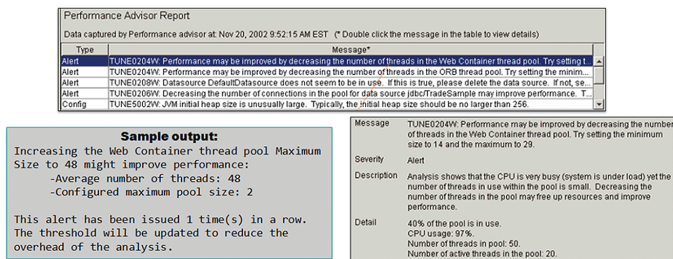 Performance Advisor Report
Data captured by Performance advisor at: Nov 20, 2002 9:52:15 AM EST (* Double click the message in the table to view details)
Type Message*
Alert TUNE0204W: Performance may be improved by decreasing the number of threads in the Web Container thread pool. Try setting t...
Alert TUNE0204W: Performance may be improved by decreasing the number of threads in the ORB thread pool. Try setting the minim...
Alert TUNE0208W: Datasource DefaultDatasource does not seem to be in use. If this is true, please delete the data source. If not, se...
Alert TUNE0206W: Decreasing the number of connections in the pool for data source jdbc/TradeSample may improve performance. T...
Config TUNE5002W: JVM initial heap size is unusually large. Typically, the initial heap size should be no larger than 256.
Sample output:
Increasing the Web Container thread pool Maximum
Size to 48 might improve performance:
-Average number of threads: 48
-Configured maximum pool size: 2
This alert has been issued 1 time(s) in a row.
The threshold will be updated to reduce the
overhead of the analysis.
Message TUNE0204W: Performance may be improved by decreasing the number
of threads in the Web Container thread pool. Try setting the minimum
size to 14 and the maximum to 29.
Severity Alert
Description Analysis shows that the CPU is very busy (system is under load) yet the
number of threads in use within the pool is small. Decreasing the
number of threads in the pool may free up resources and improve
performance.
Detail 40% of the pool is in use.
CPU usage: 97%.
Number of threads in pool: 50.
Number of active threads in the pool: 20.